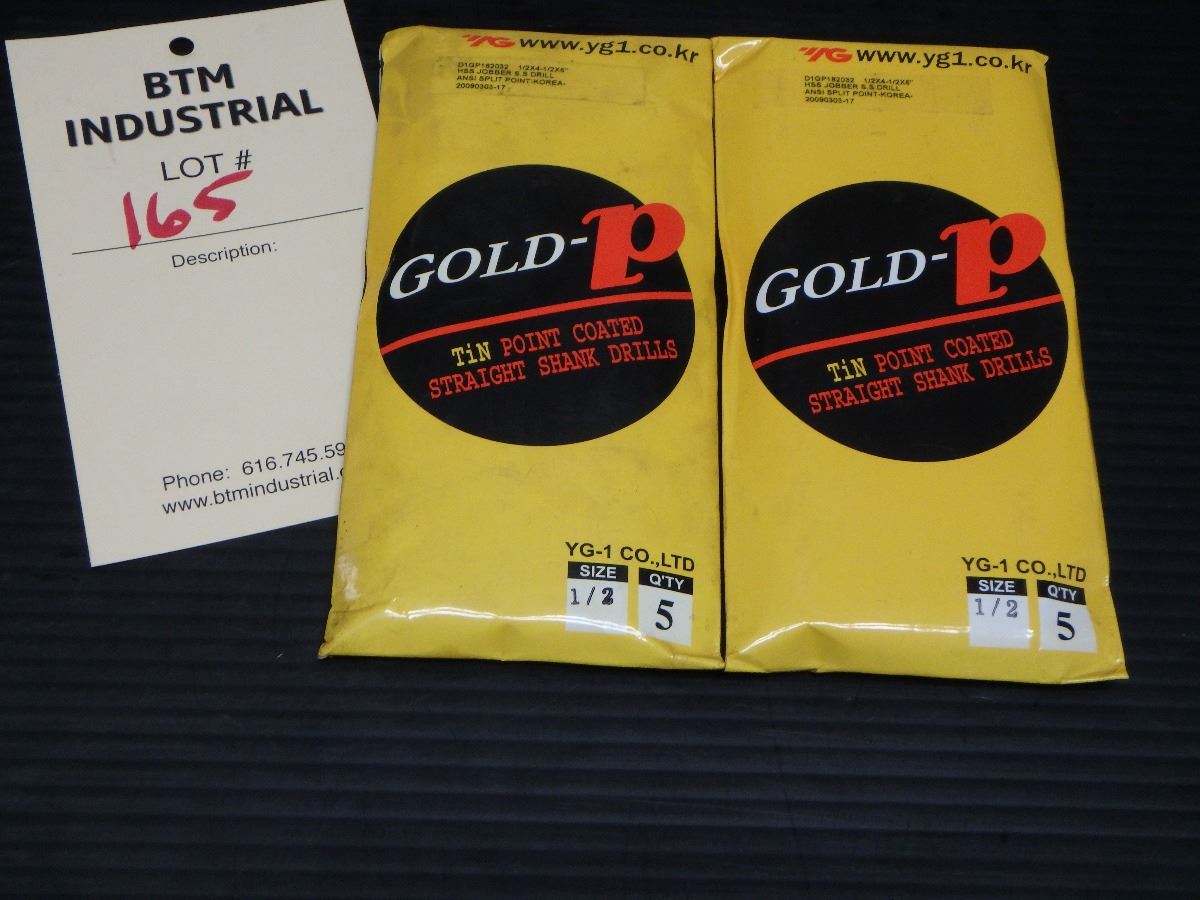 BTM
INDUSTRIAL
LOT #
165
Description:
Phone: 616.745.59
www.btmindustrial.
YG www.yg1.co.kr
D1GP182032 1/2X4-1/2X6"
HSS JOBBER S.S DRILL
ANSI SPLIT POINT-KOREA-
20090303-17
GOLD-P
TiN POINT COATED
STRAIGHT SHANK DRILLS
YG-1 CO.,LTD
SIZE Q'TY
1/2 5
YG www.yg1.co.kr
D1GP182032 1/2X4-1/2X6"
HSS JOBBER S.S.DRILL
ANSI SPLIT POINT-KOREA-
20090303-17
GOLD-P
TiN POINT COATED
STRAIGHT SHANK DRILLS
YG-1 CO.,LTD
SIZE Q'TY
1/2 5